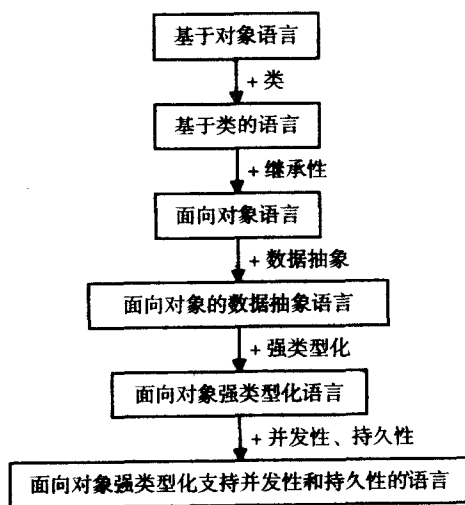 基于对象语言
+ 类
基于类的语言
+ 继承性
面向对象语言
+ 数据抽象
面向对象的数据抽象语言
+ 强类型化
面向对象强类型化语言
+ 并发性、持久性
面向对象强类型化支持并发性和持久性的语言